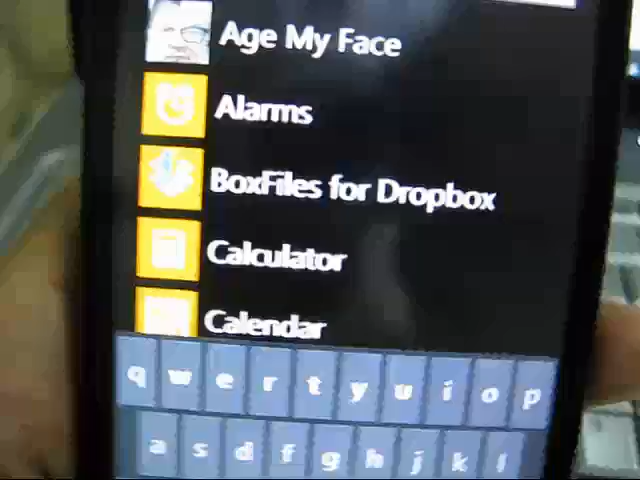 Age My Face
Alarms
BoxFiles for Dropbox
Calculator
Calendar
q w e r t y u i o p
a s d f g h j k l